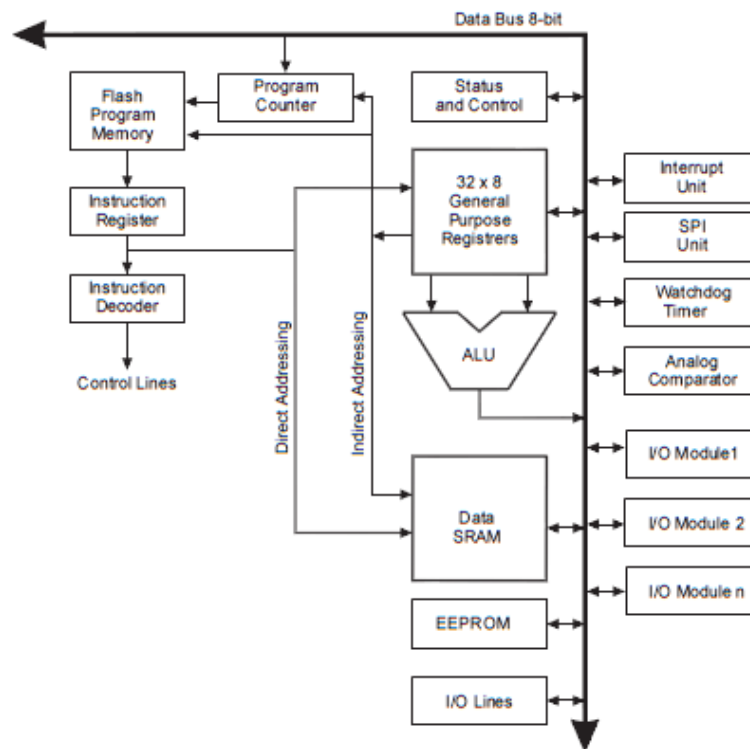 Data Bus 8-bit
Flash
Program
Memory
Program
Counter
Status
and Control
Instruction
Register
32 x 8
General
Purpose
Registrers
Interrupt
Unit
SPI
Unit
Instruction
Decoder
Watchdog
Timer
ALU
Analog
Comparator
Control Lines
Direct Addressing
Indirect Addressing
I/O Module1
Data
SRAM
I/O Module 2
I/O Module n
EEPROM
I/O Lines